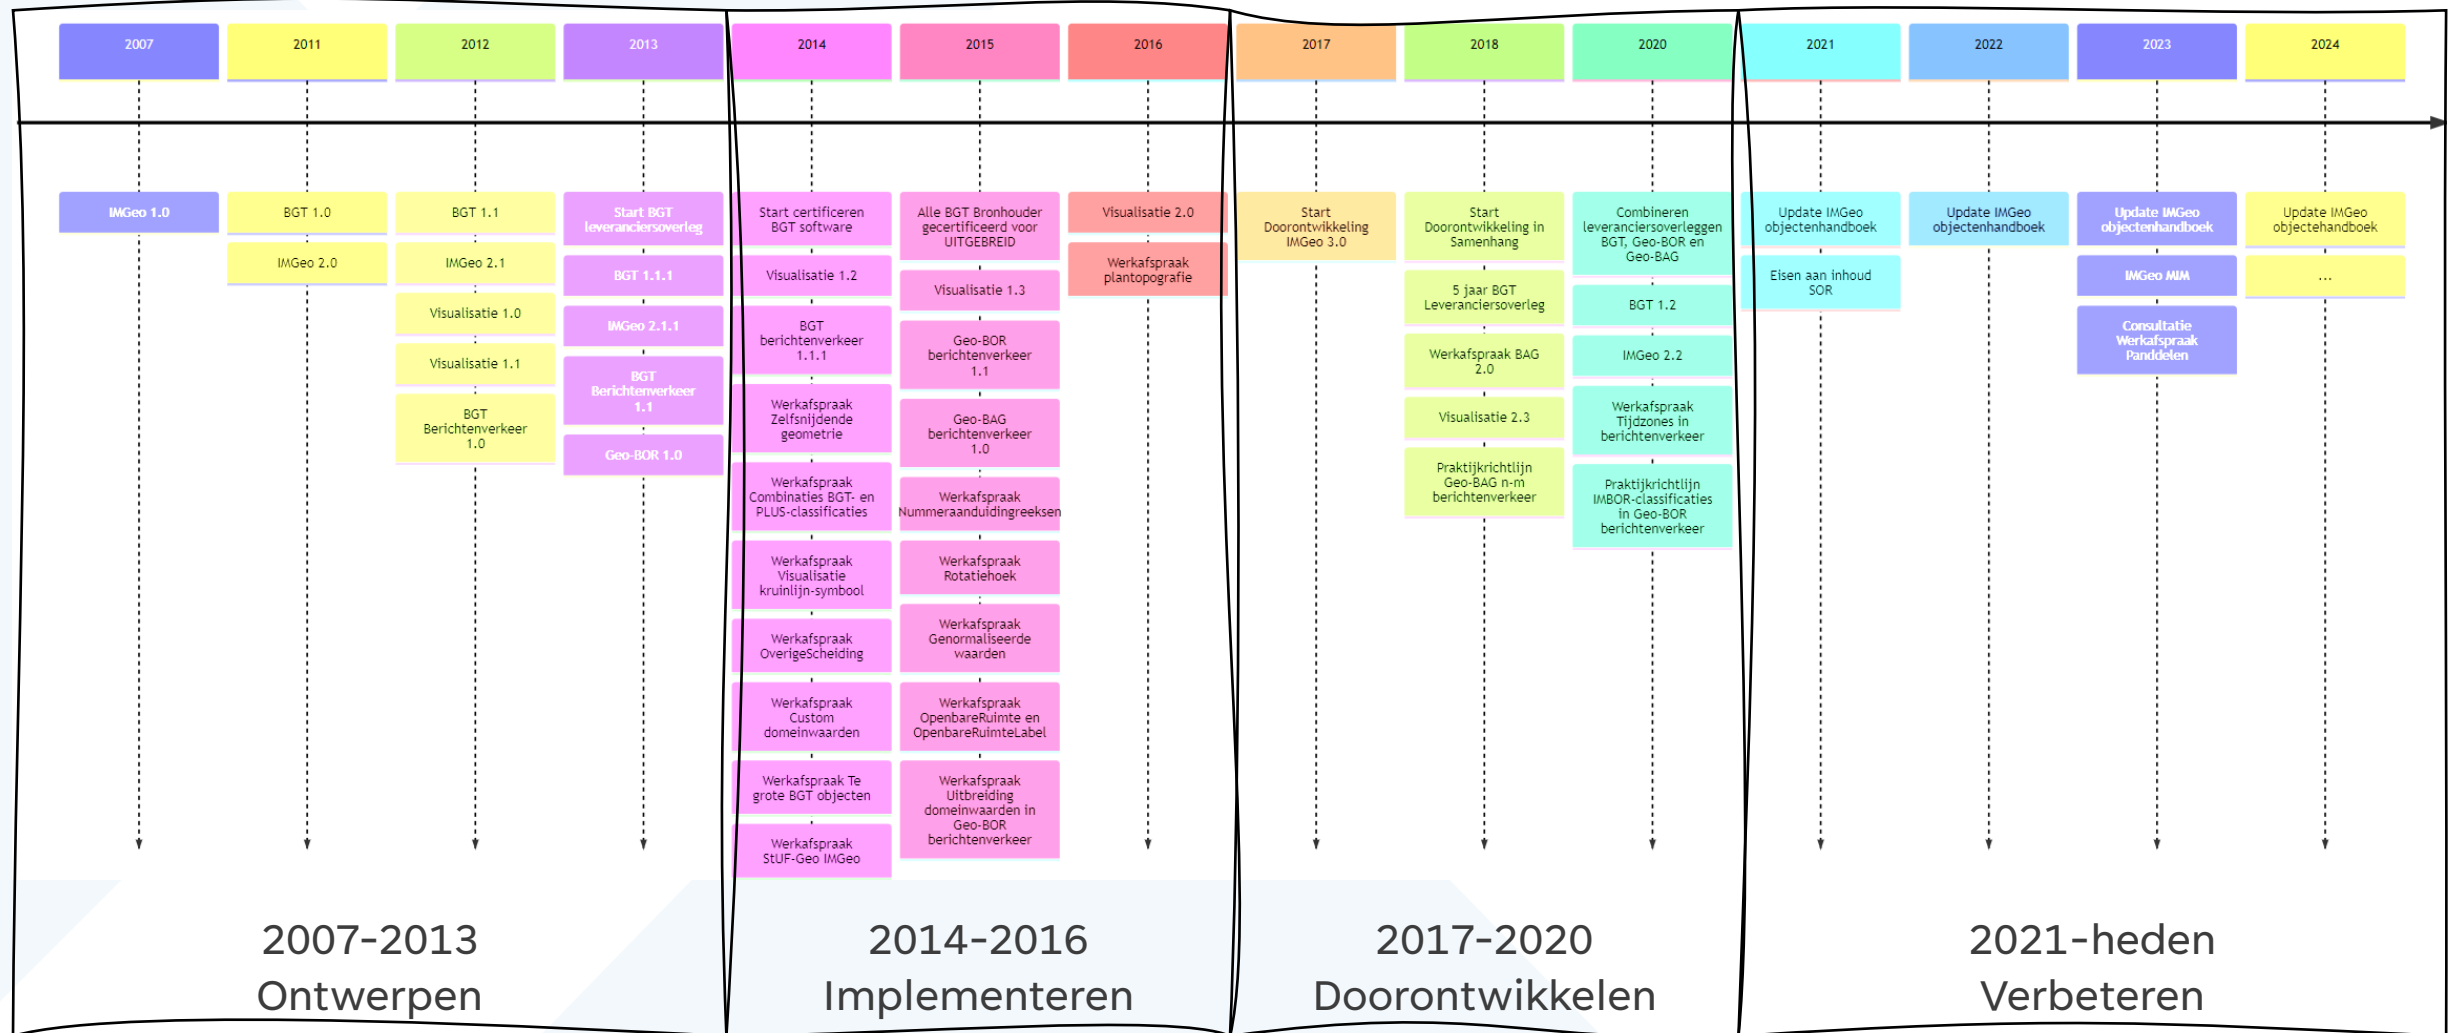 2007
2011
2012
2013
2014
2015
2016
2017
2018
2020
2021
2022
2023
2024
IMGeo 1.0
BGT 1.0
IMGeo 2.0
BGT 1.1
IMGeo 2.1
Visualisatie 1.0
Visualisatie 1.1
BGT
Berichtenverkeer
1.0
Start BGT
leveranciersoverleg
BGT 1.1.1
IMGeo 2.1.1
BGT
Berichtenverkeer
1.1
Geo-BOR 1.0
Start certificeren
BGT software
Visualisatie 1.2
BGT
berichtenverkeer
1.1.1
Werkafspraak
Zelfsnijdende
geometrie
Werkafspraak
Combinaties BGT- en
PLUS-classificaties
Werkafspraak
Visualisatie
kruinlijn-symbool
Werkafspraak
OverigeScheiding
Werkafspraak
Custom
domeinwaarden
Werkafspraak Te
grote BGT objecten
Werkafspraak
StUF-Geo IMGeo
Alle BGT Bronhouder
gecertificeerd voor
UITGEBREID
Visualisatie 1.3
Geo-BOR
berichtenverkeer
1.1
Geo-BAG
berichtenverkeer
1.0
Werkafspraak
Nummeraanduidingreeksen
Werkafspraak
Rotatiehoek
Werkafspraak
Genormaliseerde
waarden
Werkafspraak
OpenbareRuimte en
OpenbareRuimteLabel
Werkafspraak
Uitbreiding
domeinwaarden in
Geo-BOR
berichtenverkeer
Visualisatie 2.0
Werkafspraak
plantopografie
Start
Doorontwikkeling
IMGeo 3.0
Start
Doorontwikkeling in
Samenhang
5 jaar BGT
Leveranciersoverleg
Werkafspraak BAG
2.0
Visualisatie 2.3
Praktijkrichtlijn
Geo-BAG n-m
berichtenverkeer
Combineren
leveranciersoverleggen
BGT, Geo-BOR en
Geo-BAG
BGT 1.2
IMGeo 2.2
Werkafspraak
Tijdzones in
berichtenverkeer
Praktijkrichtlijn
IMBOR-classificaties
in Geo-BOR
berichtenverkeer
Update IMGeo
objectenhandboek
Eisen aan inhoud
SOR
Update IMGeo
objectenhandboek
Update IMGeo
objectenhandboek
IMGeo MIM
Consultatie
Werkafspraak
Panddelen
Update IMGeo
objectehandboek
...
2007-2013
Ontwerpen
2014-2016
Implementeren
2017-2020
Doorontwikkelen
2021-heden
Verbeteren